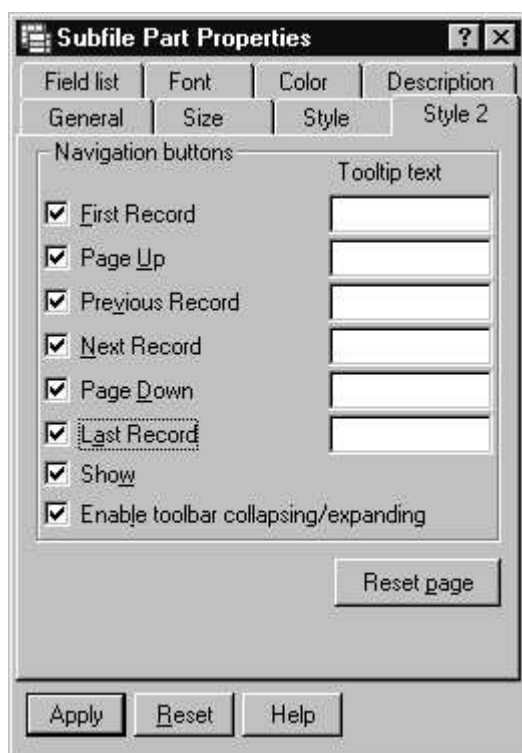 Subfile Part Properties
Field list Font Color Description
General Size Style Style 2
Navigation buttons
Tooltip text
First Record
Page Up
Previous Record
Next Record
Page Down
Last Record
Show
Enable toolbar collapsing/expanding
Reset page
Apply Reset Help